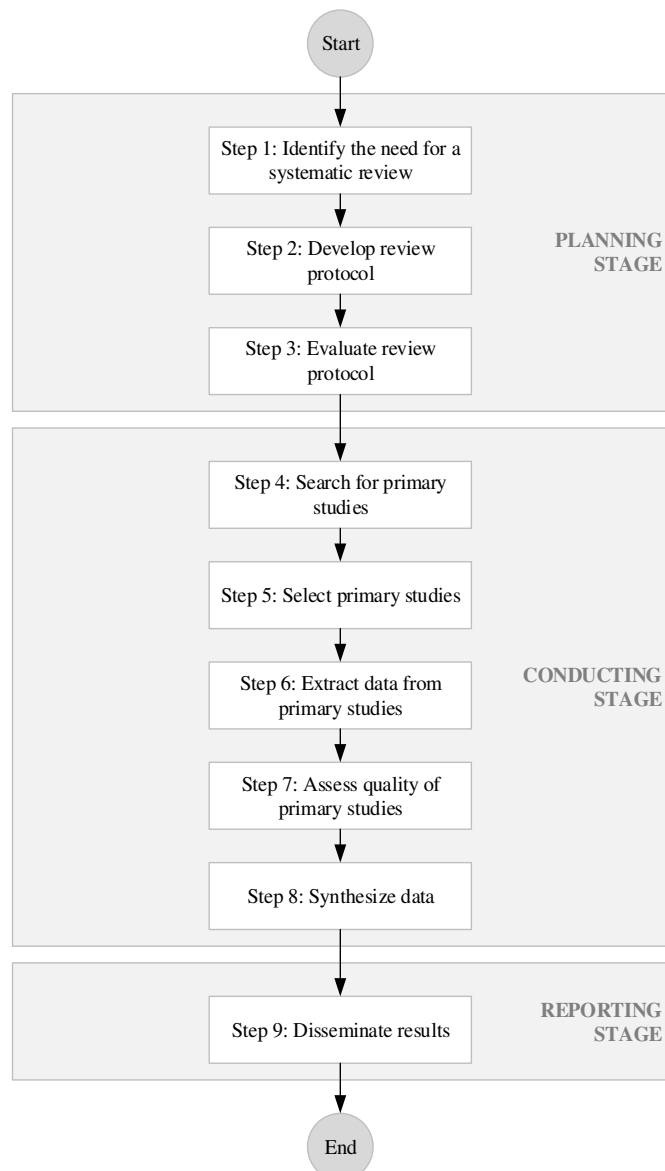 Start
Step 1: Identify the need for a
systematic review
Step 2: Develop review
protocol
PLANNING
STAGE
Step 3: Evaluate review
protocol
Step 4: Search for primary
studies
Step 5: Select primary studies
Step 6: Extract data from
primary studies
CONDUCTING
STAGE
Step 7: Assess quality of
primary studies
Step 8: Synthesize data
Step 9: Disseminate results
REPORTING
STAGE
End